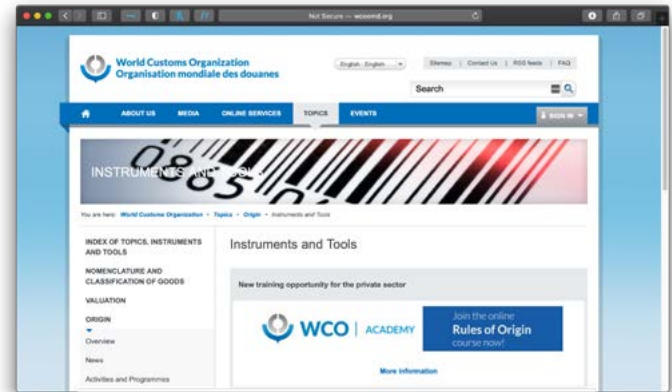 Not Secure — wcoomd.org
World Customs Organization
Organisation mondiale des douanes
English - English
Sitemap | Contact Us | RSS feeds | FAQ
Search
ABOUT US MEDIA ONLINE SERVICES TOPICS EVENTS
SIGN IN
INSTRUMENTS AND TOOLS
You are here: World Customs Organization • Topics • Origin • Instruments and Tools
INDEX OF TOPICS, INSTRUMENTS
AND TOOLS
NOMENCLATURE AND
CLASSIFICATION OF GOODS
VALUATION
ORIGIN
Overview
News
Activities and Programmes
Instruments and Tools
New training opportunity for the private sector
WCO | ACADEMY
Join the online
Rules of Origin
course now!
More information